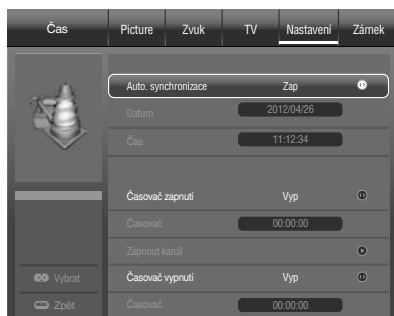 Čas Picture Zvuk TV Nastavení Zámek
Auto. synchronizace Zap
Datum 2012/04/26
Čas 11:12:34
Časovač zapnutí Vyp
Časovač 00:00:00
Zapnout kanál
Vybrat Časovač vypnutí Vyp
Zpět Časovač 00:00:00